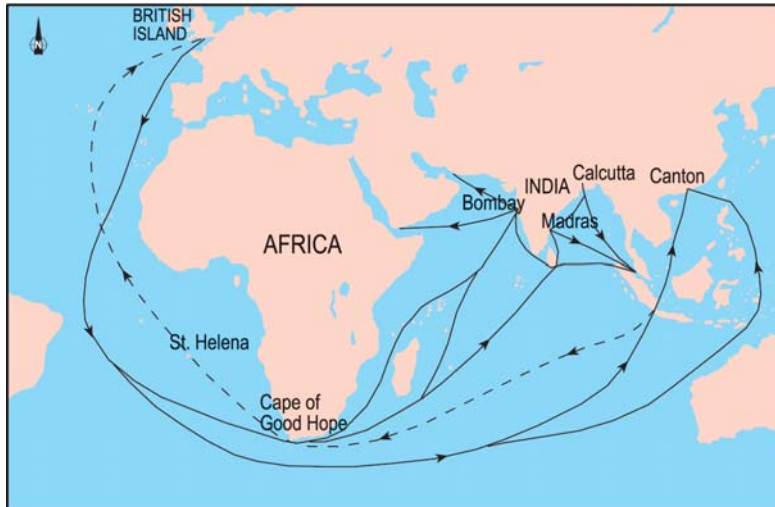 BRITISH
ISLAND
N
INDIA
Calcutta
Canton
Bombay
Madras
AFRICA
St. Helena
Cape of
Good Hope